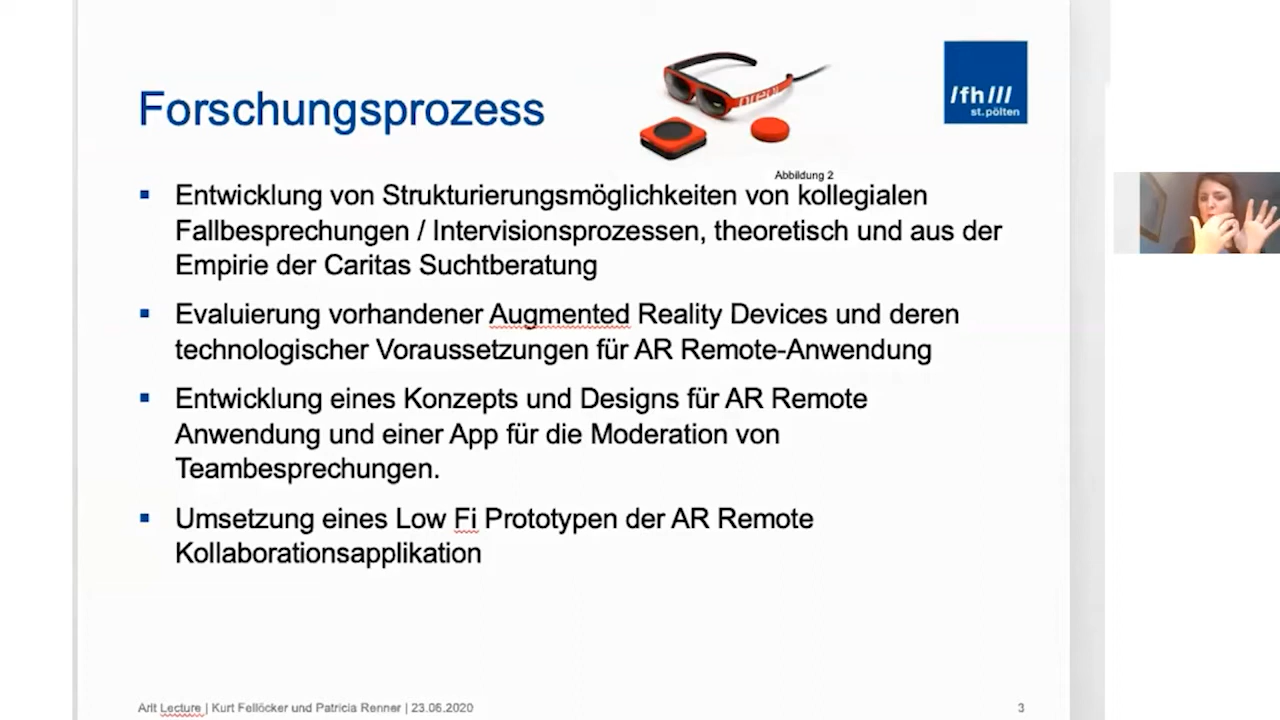 Forschungsprozess
nreal
/fh///
st.pölten
Abbildung 2
▪ Entwicklung von Strukturierungsmöglichkeiten von kollegialen
Fallbesprechungen / Intervisionsprozessen, theoretisch und aus der
Empirie der Caritas Suchtberatung
▪ Evaluierung vorhandener Augmented Reality Devices und deren
technologischer Voraussetzungen für AR Remote-Anwendung
▪ Entwicklung eines Konzepts und Designs für AR Remote
Anwendung und einer App für die Moderation von
Teambesprechungen.
▪ Umsetzung eines Low Fi Prototypen der AR Remote
Kollaborationsapplikation
Arlt Lecture | Kurt Fellöcker und Patricia Renner | 23.06.2020
3